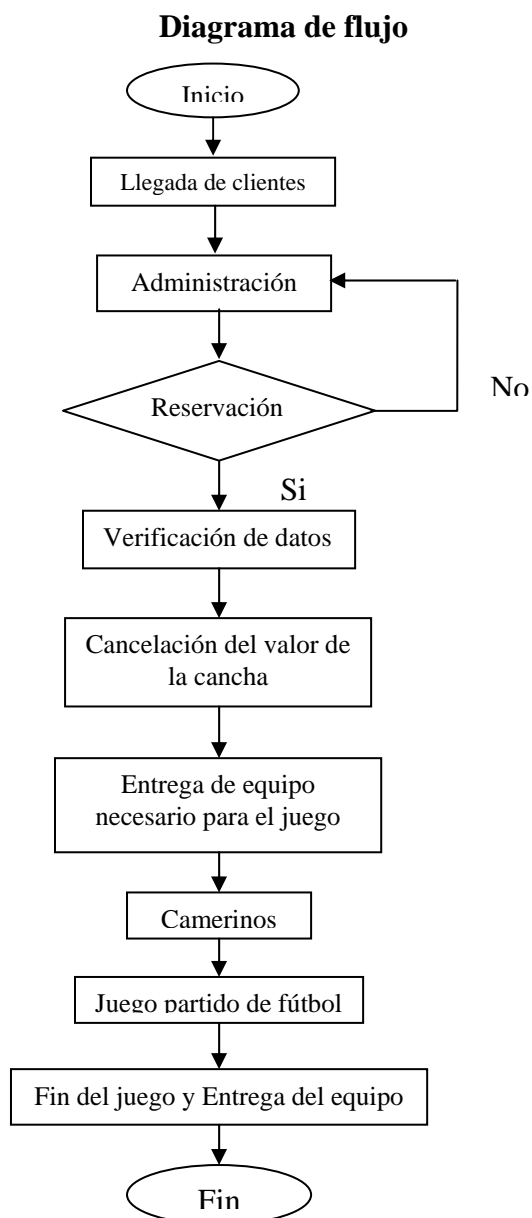 Diagrama de flujo
Inicio
Llegada de clientes
Administración
Reservación
No
Si
Verificación de datos
Cancelación del valor de
la cancha
Entrega de equipo
necesario para el juego
Camerinos
Juego partido de fútbol
Fin del juego y Entrega del equipo
Fin